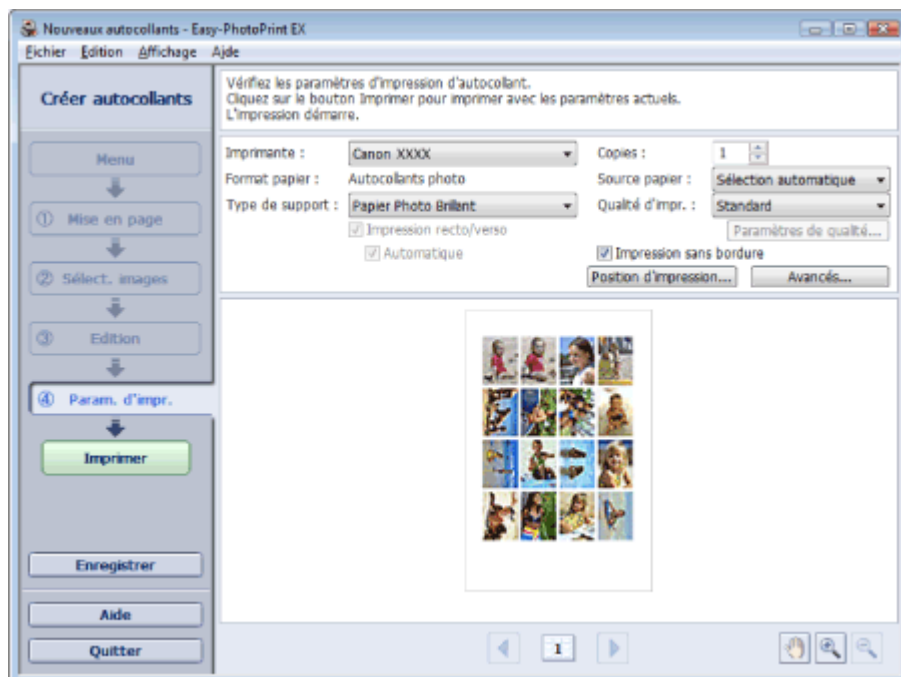 Nouveaux autocollants - Easy-PhotoPrint EX
Fichier Edition Affichage Aide
Créer autocollants
Vérifiez les paramètres d'impression d'autocollant.
Cliquez sur le bouton Imprimer pour imprimer avec les paramètres actuels.
L'impression démarre.
Menu
① Mise en page
② Sélect. images
③ Edition
④ Param. d'impr.
Imprimer
Enregistrer
Aide
Quitter
Imprimante : Canon XXXX Copies : 1
Format papier : Autocollants photo Source papier : Sélection automatique
Type de support : Papier Photo Brillant Qualité d'impr. : Standard
Impression recto/verso Paramètres de qualité...
Automatique Impression sans bordure
Position d'impression... Avancés...
1